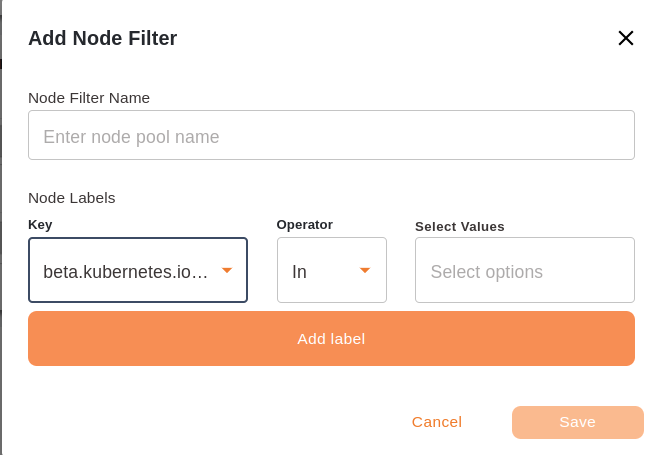 Add Node Filter
Node Filter Name
Enter node pool name
Node Labels
Key Operator Select Values
beta.kubernetes.io… In Select options
Add label
Cancel Save